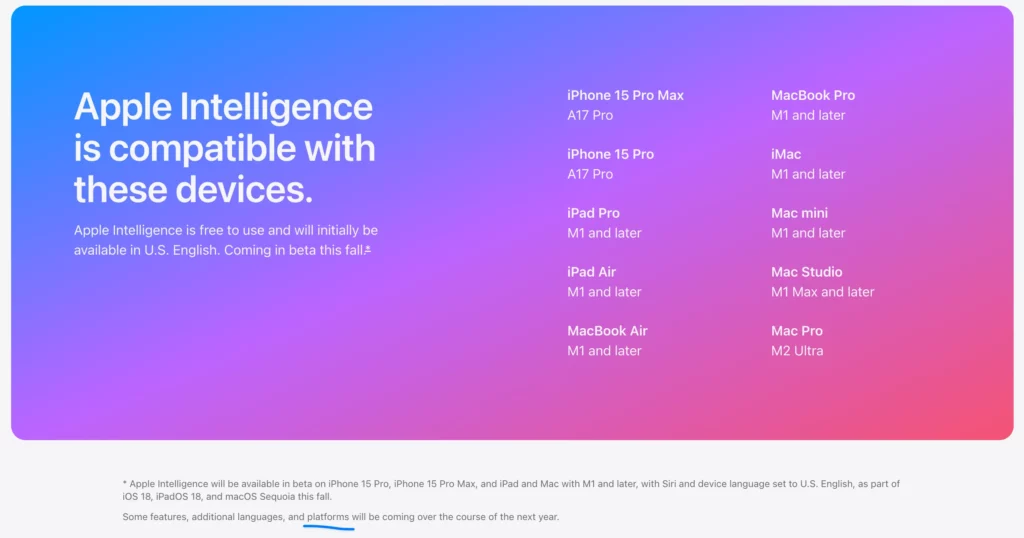 Apple Intelligence
is compatible with
these devices.
Apple Intelligence is free to use and will initially be
available in U.S. English. Coming in beta this fall.*
iPhone 15 Pro Max
A17 Pro
iPhone 15 Pro
A17 Pro
iPad Pro
M1 and later
iPad Air
M1 and later
MacBook Air
M1 and later
MacBook Pro
M1 and later
iMac
M1 and later
Mac mini
M1 and later
Mac Studio
M1 Max and later
Mac Pro
M2 Ultra
* Apple Intelligence will be available in beta on iPhone 15 Pro, iPhone 15 Pro Max, and iPad and Mac with M1 and later, with Siri and device language set to U.S. English, as part of
iOS 18, iPadOS 18, and macOS Sequoia this fall.
Some features, additional languages, and platforms will be coming over the course of the next year.